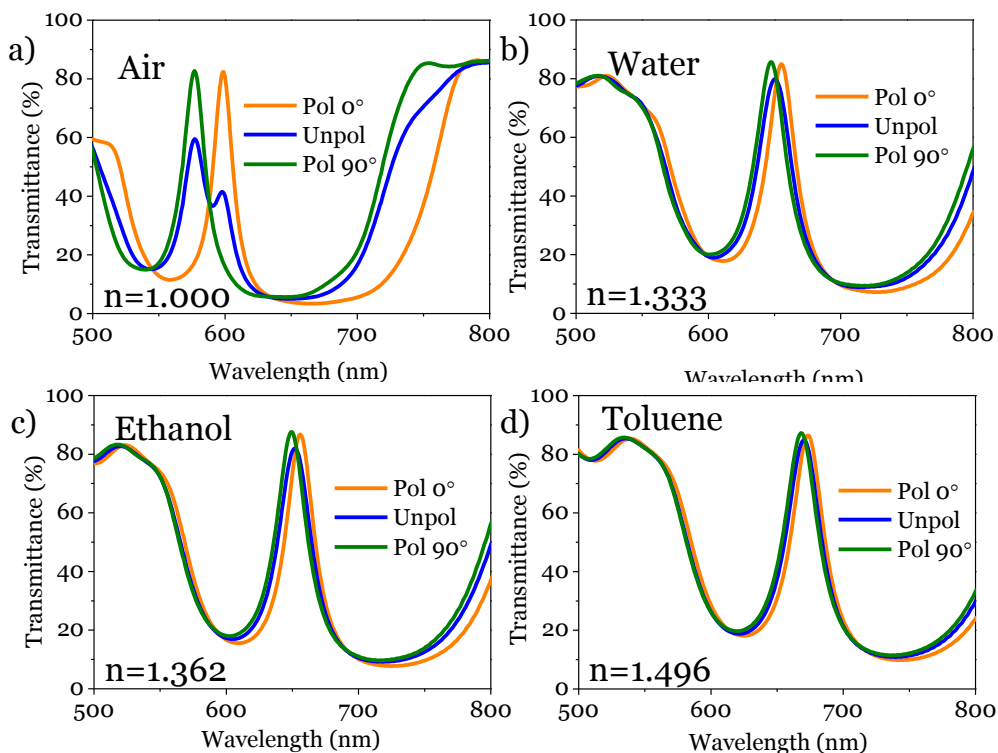 a)
Air
Pol 0°
Unpol
Pol 90°
n=1.000
Transmittance (%)
0
20
40
60
80
100
500
600
700
800
Wavelength (nm)
b)
Water
Pol 0°
Unpol
Pol 90°
n=1.333
Transmittance (%)
0
20
40
60
80
100
500
600
700
800
Wavelength (nm)
c)
Ethanol
Pol 0°
Unpol
Pol 90°
n=1.362
Transmittance (%)
0
20
40
60
80
100
500
600
700
800
Wavelength (nm)
d)
Toluene
Pol 0°
Unpol
Pol 90°
n=1.496
Transmittance (%)
0
20
40
60
80
100
500
600
700
800
Wavelength (nm)